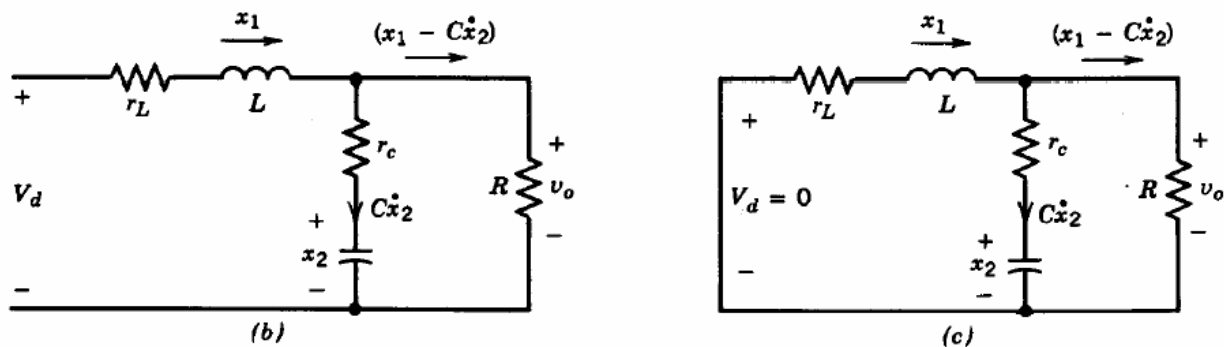 x₁
(x₁ − Cẋ₂)
+
r_L
L
r_c
V_d
R
+
v_o
−
Cẋ₂
+
x₂
−
−
(b)
x₁
(x₁ − Cẋ₂)
+
r_L
L
r_c
V_d = 0
R
+
v_o
−
Cẋ₂
+
x₂
−
−
(c)